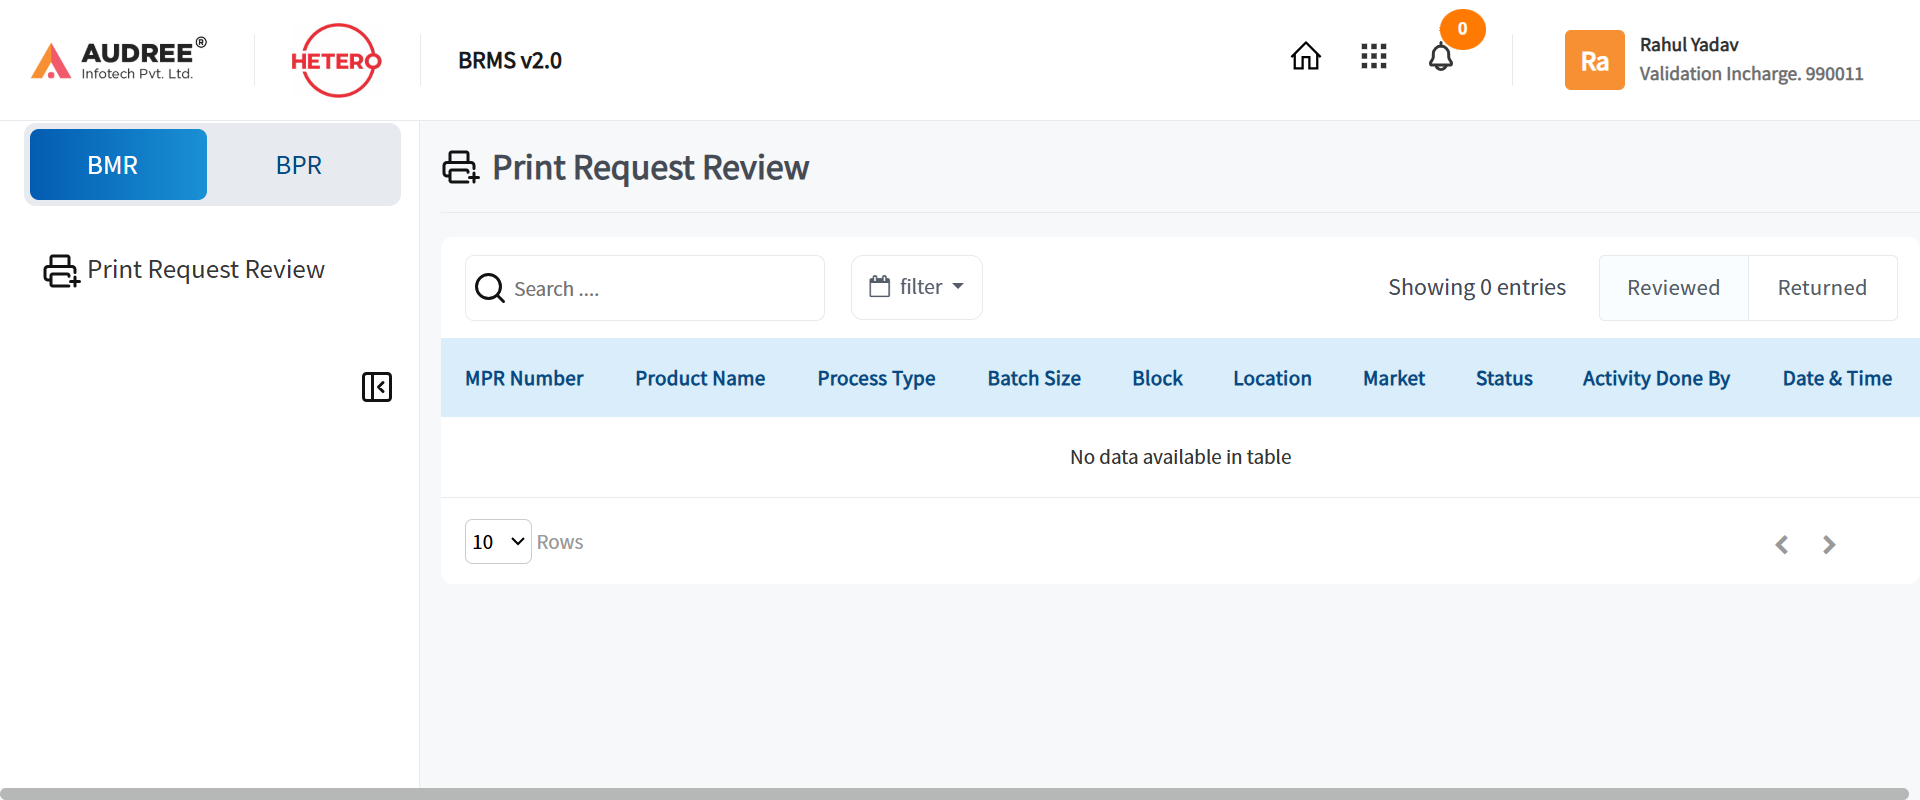 AUDREE®
Infotech Pvt. Ltd.
HETERO
BRMS v2.0
0
Ra
Rahul Yadav
Validation Incharge. 990011
BMR
BPR
Print Request Review
Print Request Review
Search ....
filter
Showing 0 entries
Reviewed
Returned
MPR Number Product Name Process Type Batch Size Block Location Market Status Activity Done By Date & Time
No data available in table
10
Rows